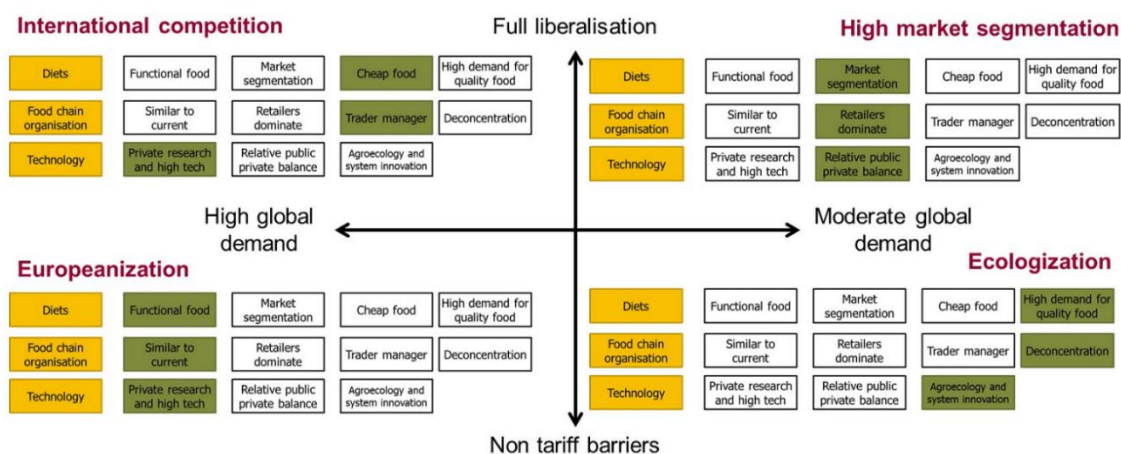 International competition
Full liberalisation
High market segmentation
Diets
Functional food
Market
segmentation
Cheap food
High demand for
quality food
Food chain
organisation
Similar to
current
Retailers
dominate
Trader manager
Deconcentration
Technology
Private research
and high tech
Relative public
private balance
Agroecology and
system innovation
Diets
Functional food
Market
segmentation
Cheap food
High demand for
quality food
Food chain
organisation
Similar to
current
Retailers
dominate
Trader manager
Deconcentration
Technology
Private research
and high tech
Relative public
private balance
Agroecology and
system innovation
High global
demand
Moderate global
demand
Europeanization
Ecologization
Diets
Functional food
Market
segmentation
Cheap food
High demand for
quality food
Food chain
organisation
Similar to
current
Retailers
dominate
Trader manager
Deconcentration
Technology
Private research
and high tech
Relative public
private balance
Agroecology and
system innovation
Diets
Functional food
Market
segmentation
Cheap food
High demand for
quality food
Food chain
organisation
Similar to
current
Retailers
dominate
Trader manager
Deconcentration
Technology
Private research
and high tech
Relative public
private balance
Agroecology and
system innovation
Non tariff barriers